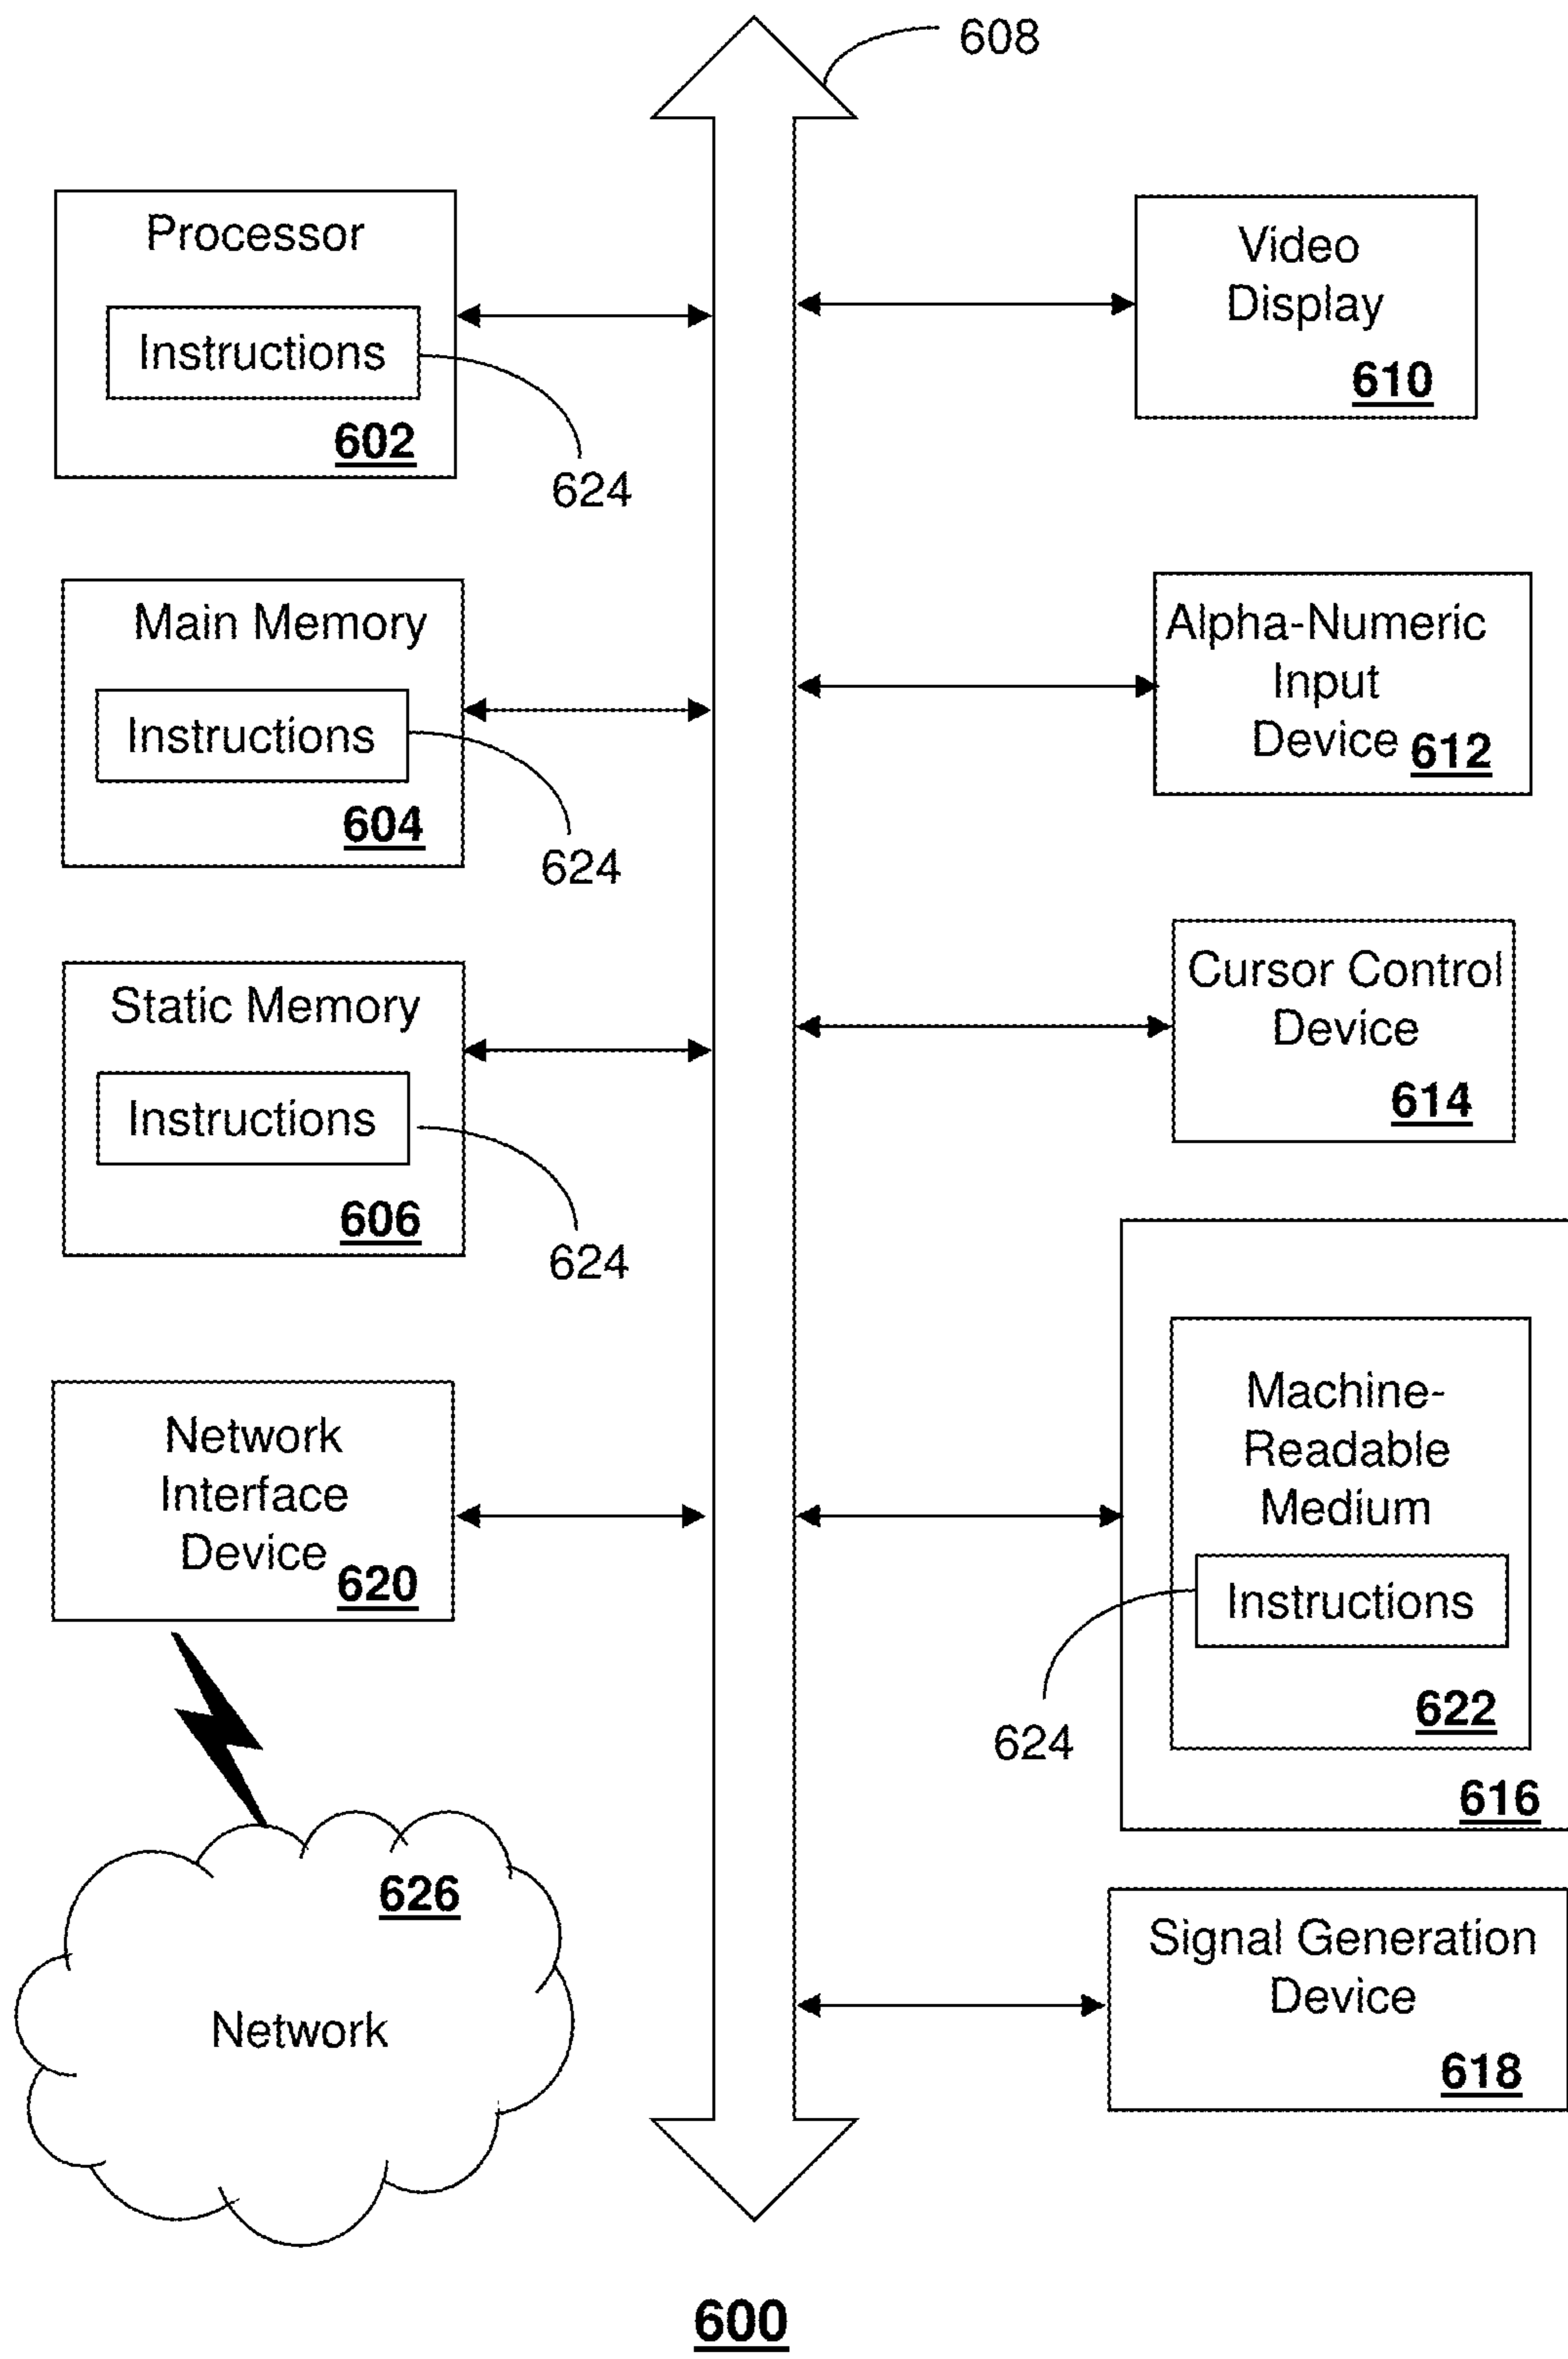 608
Processor
Instructions
602
624
Main Memory
Instructions
604
624
Static Memory
Instructions
606
624
Network
Interface
Device
620
626
Network
Video
Display
610
Alpha-Numeric
Input
Device 612
Cursor Control
Device
614
Machine-
Readable
Medium
Instructions
622
624
616
Signal Generation
Device
618
600